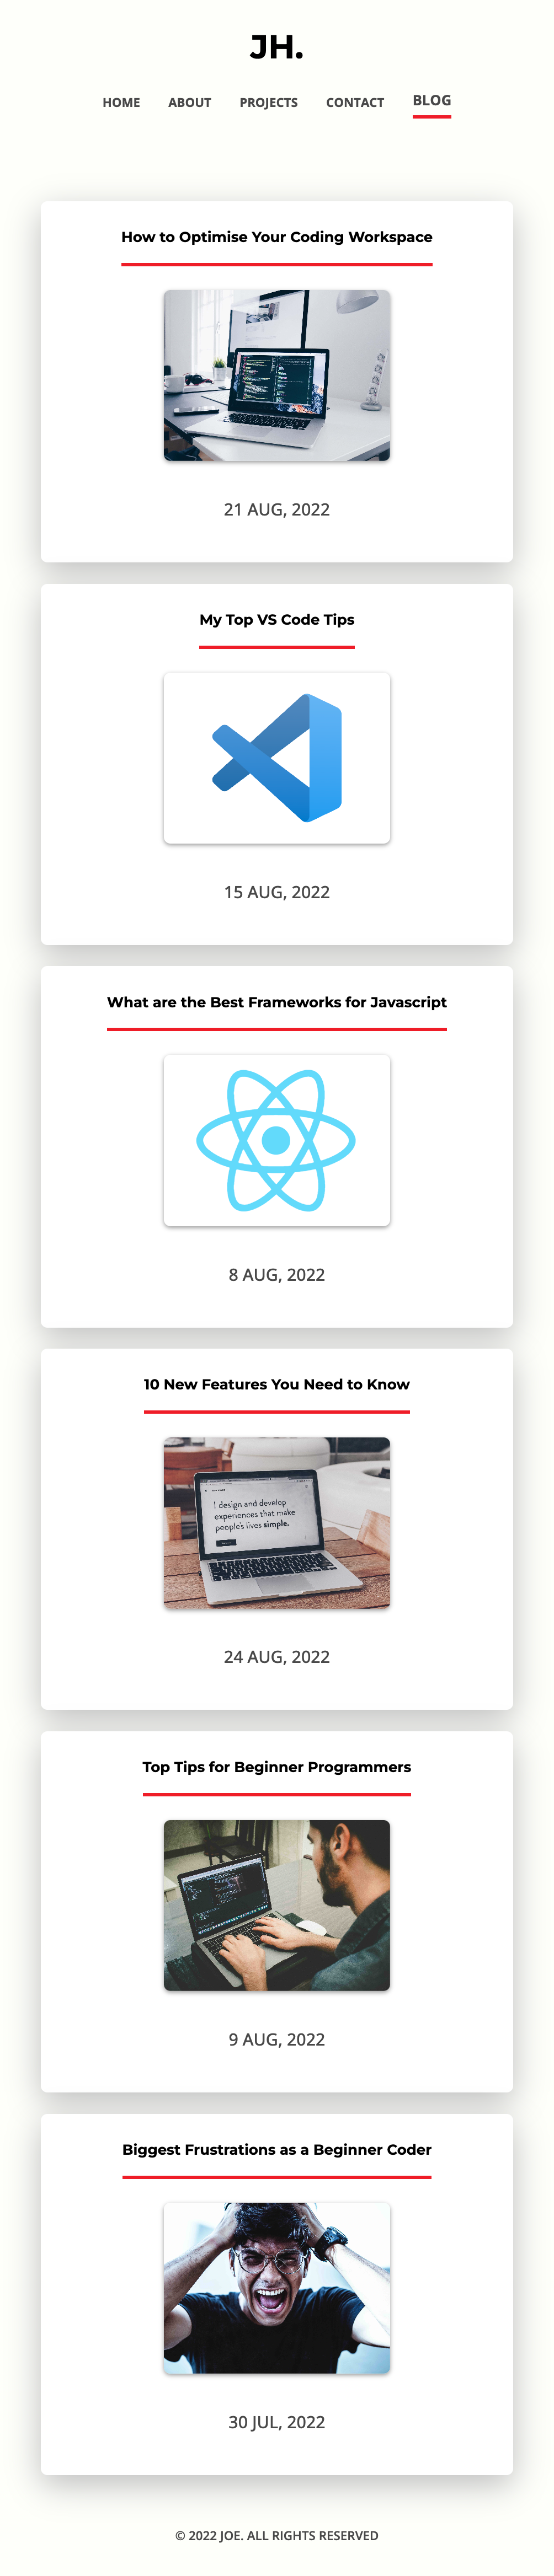 JH.
HOME ABOUT PROJECTS CONTACT BLOG
How to Optimise Your Coding Workspace
21 AUG, 2022
My Top VS Code Tips
15 AUG, 2022
What are the Best Frameworks for Javascript
8 AUG, 2022
10 New Features You Need to Know
I design and develop
experiences that make
people's lives simple.
24 AUG, 2022
Top Tips for Beginner Programmers
9 AUG, 2022
Biggest Frustrations as a Beginner Coder
30 JUL, 2022
© 2022 JOE. ALL RIGHTS RESERVED